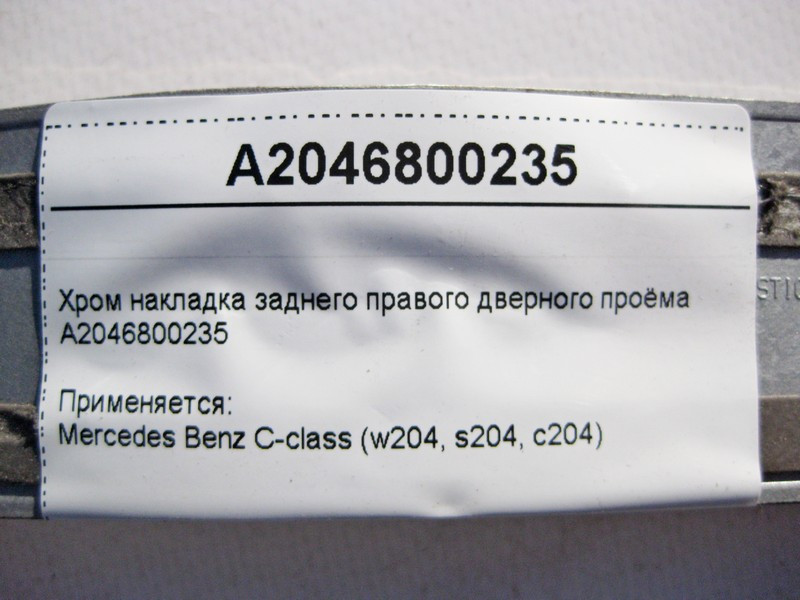 A2046800235
Хром накладка заднего правого дверного проёма
A2046800235
Применяется:
Mercedes Benz C-class (w204, s204, c204)